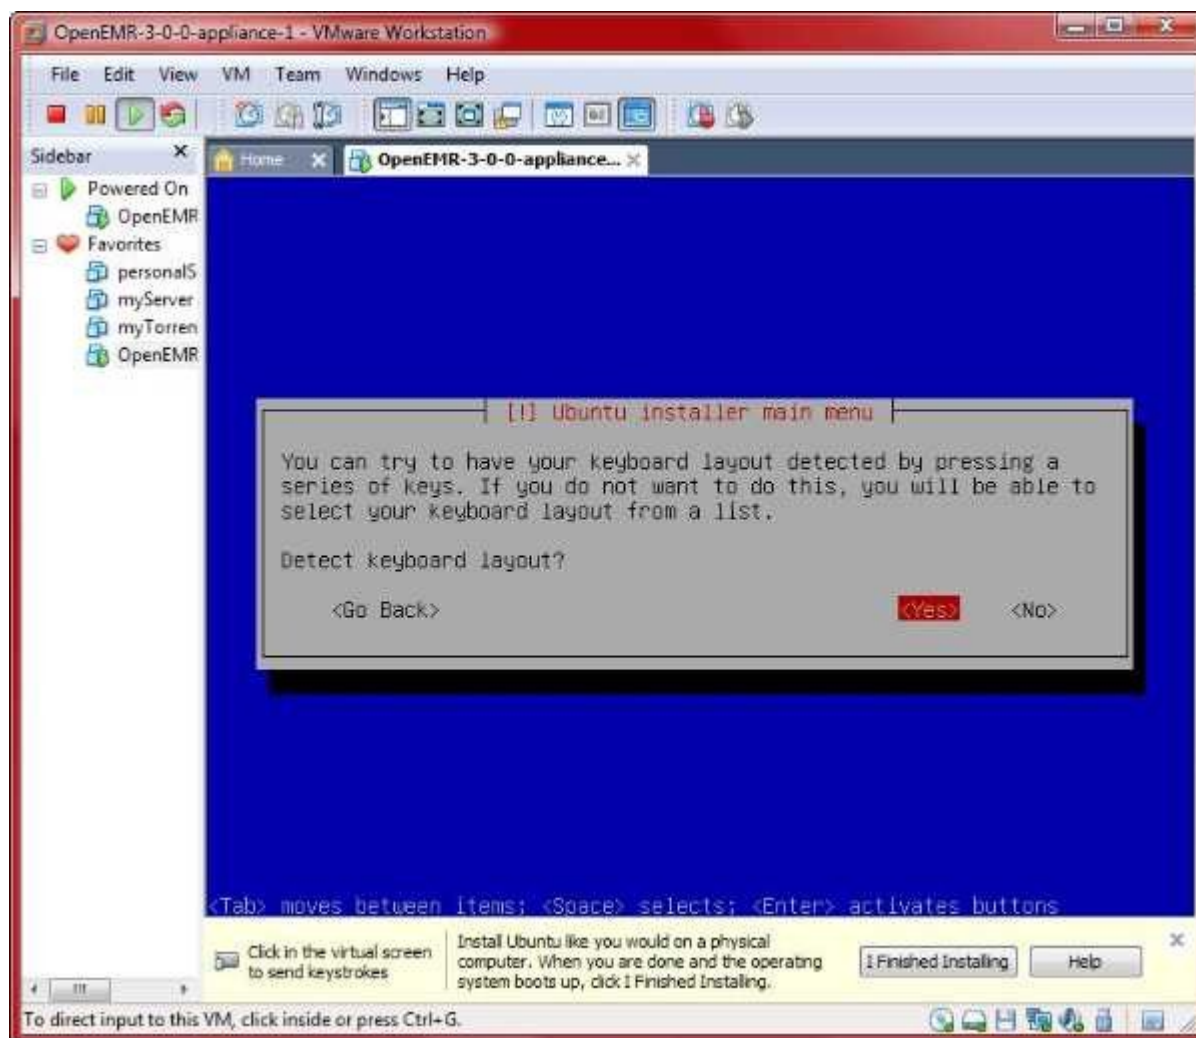 OpenEMR-3-0-0-appliance-1 - VMware Workstation
File Edit View VM Team Windows Help
Sidebar
Home
OpenEMR-3-0-0-appliance...
Powered On
OpenEMR
Favorites
personalS
myServer
myTorren
OpenEMR
[!] Ubuntu installer main menu
You can try to have your keyboard layout detected by pressing a
series of keys. If you do not want to do this, you will be able to
select your keyboard layout from a list.
Detect keyboard layout?
<Go Back> <Yes> <No>
<Tab> moves between items; <Space> selects; <Enter> activates buttons
Click in the virtual screen
to send keystrokes
Install Ubuntu like you would on a physical
computer. When you are done and the operating
system boots up, click I Finished Installing.
I Finished Installing
Help
To direct input to this VM, click inside or press Ctrl+G.